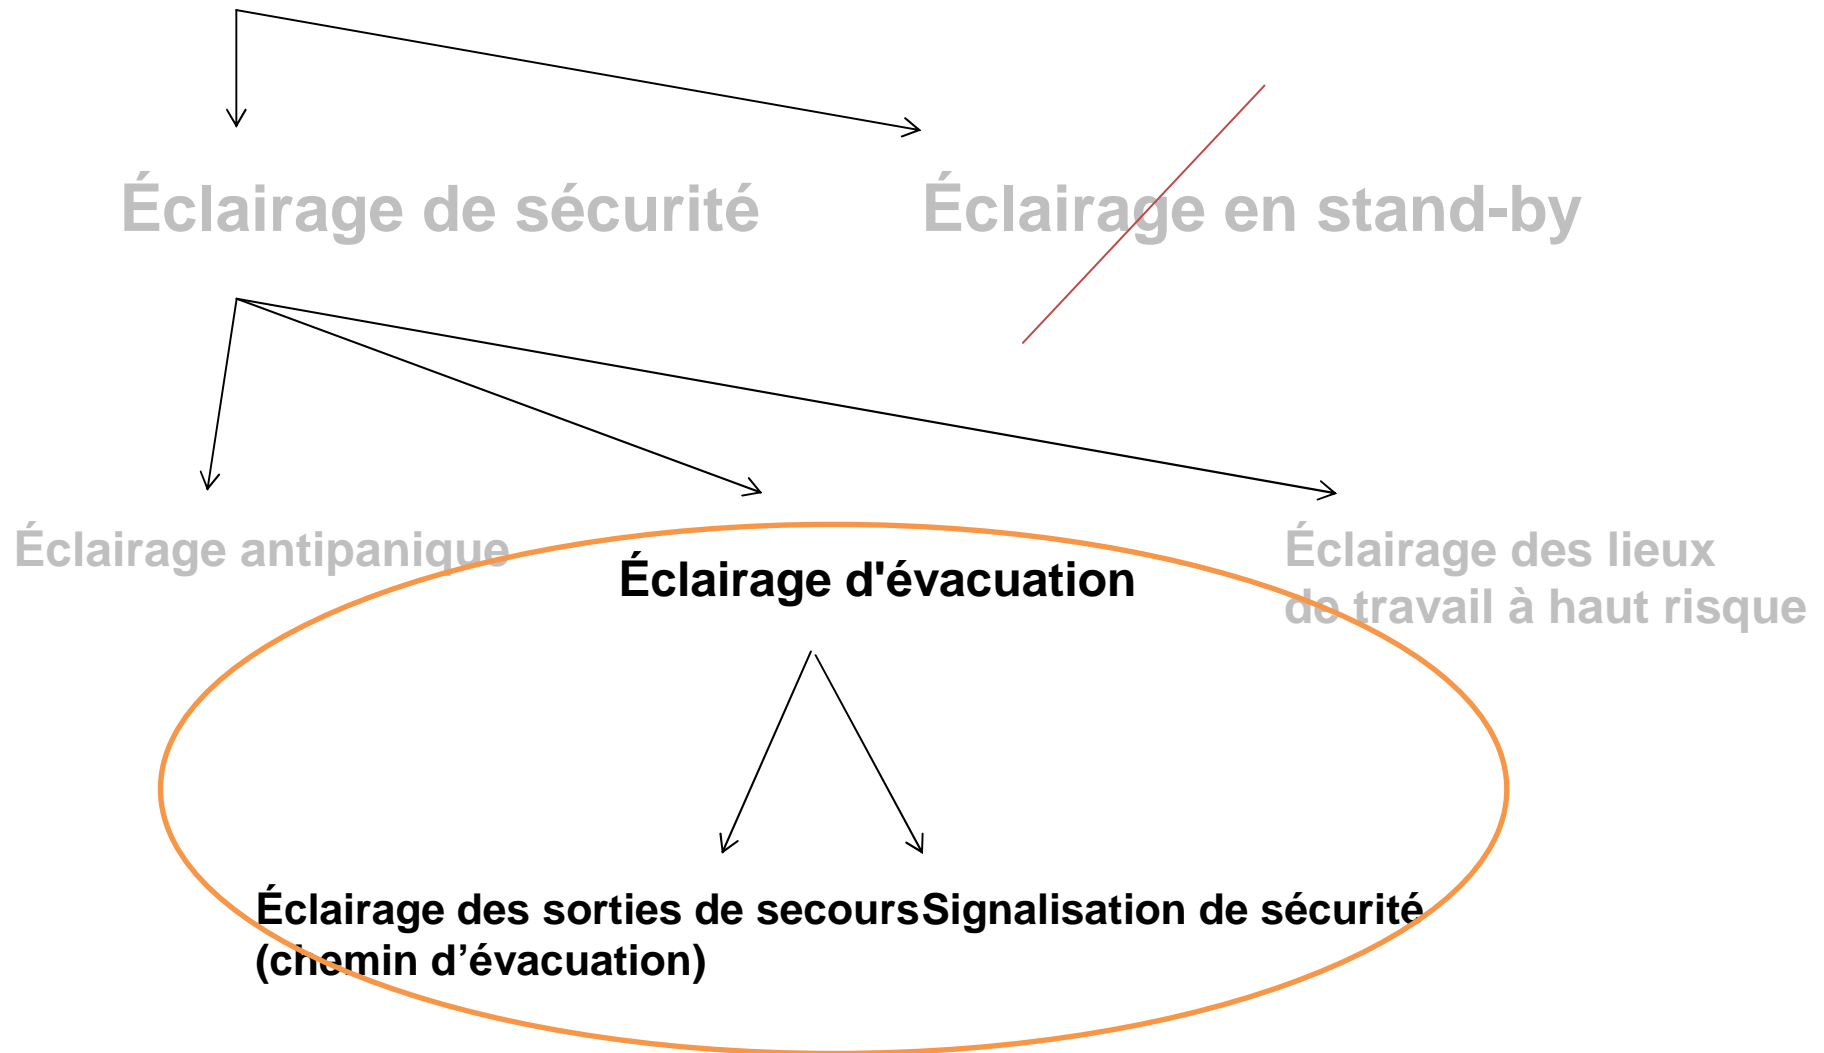 Éclairage de sécurité
Éclairage en stand-by
Éclairage antipanique
Éclairage d'évacuation
Éclairage des lieux
de travail à haut risque
Éclairage des sorties de secours
(chemin d’évacuation)
Signalisation de sécurité